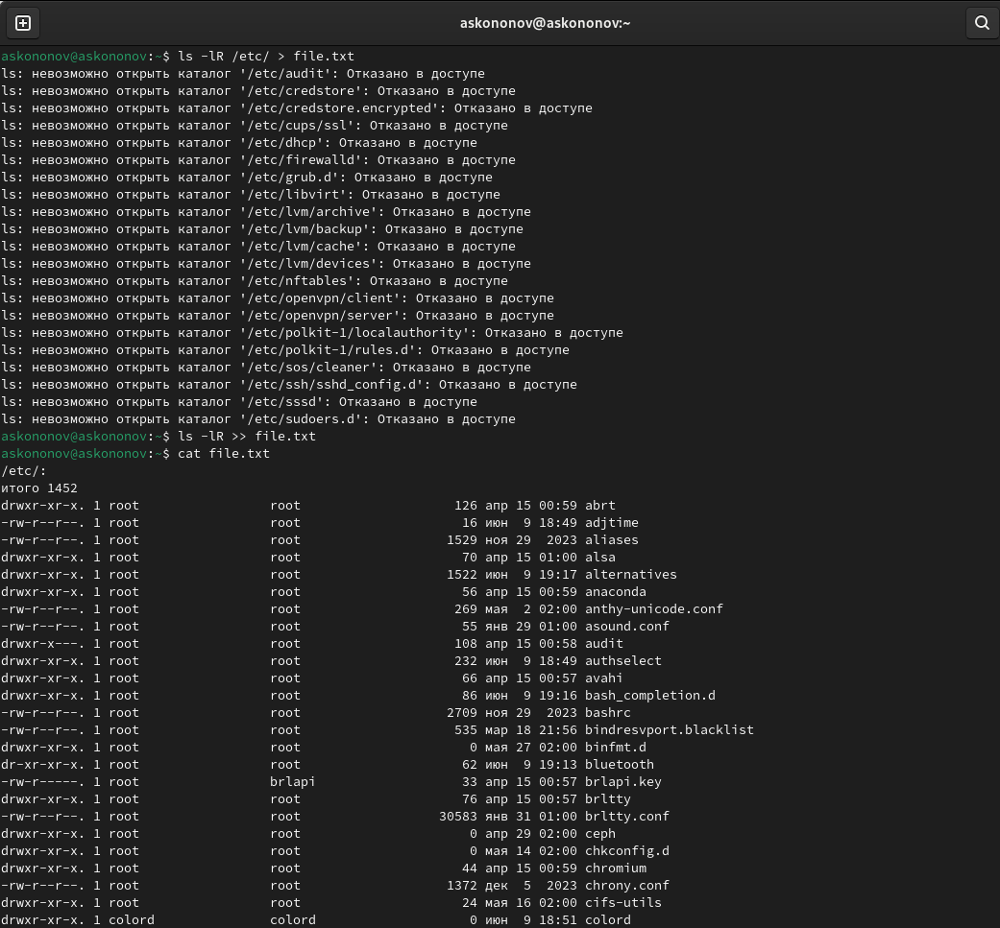 askononov@askononov:~
askononov@askononov:~$ ls -lR /etc/ > file.txt
ls: невозможно открыть каталог '/etc/audit': Отказано в доступе
ls: невозможно открыть каталог '/etc/credstore': Отказано в доступе
ls: невозможно открыть каталог '/etc/credstore.encrypted': Отказано в доступе
ls: невозможно открыть каталог '/etc/cups/ssl': Отказано в доступе
ls: невозможно открыть каталог '/etc/dhcp': Отказано в доступе
ls: невозможно открыть каталог '/etc/firewalld': Отказано в доступе
ls: невозможно открыть каталог '/etc/grub.d': Отказано в доступе
ls: невозможно открыть каталог '/etc/libvirt': Отказано в доступе
ls: невозможно открыть каталог '/etc/lvm/archive': Отказано в доступе
ls: невозможно открыть каталог '/etc/lvm/backup': Отказано в доступе
ls: невозможно открыть каталог '/etc/lvm/cache': Отказано в доступе
ls: невозможно открыть каталог '/etc/lvm/devices': Отказано в доступе
ls: невозможно открыть каталог '/etc/nftables': Отказано в доступе
ls: невозможно открыть каталог '/etc/openvpn/client': Отказано в доступе
ls: невозможно открыть каталог '/etc/openvpn/server': Отказано в доступе
ls: невозможно открыть каталог '/etc/polkit-1/localauthority': Отказано в доступе
ls: невозможно открыть каталог '/etc/polkit-1/rules.d': Отказано в доступе
ls: невозможно открыть каталог '/etc/sos/cleaner': Отказано в доступе
ls: невозможно открыть каталог '/etc/ssh/sshd_config.d': Отказано в доступе
ls: невозможно открыть каталог '/etc/sssd': Отказано в доступе
ls: невозможно открыть каталог '/etc/sudoers.d': Отказано в доступе
askononov@askononov:~$ ls -lR >> file.txt
askononov@askononov:~$ cat file.txt
/etc/:
итого 1452
drwxr-xr-x. 1 root                 root                    126 апр 15 00:59 abrt
-rw-r--r--. 1 root                 root                     16 июн  9 18:49 adjtime
-rw-r--r--. 1 root                 root                   1529 ноя 29  2023 aliases
drwxr-xr-x. 1 root                 root                     70 апр 15 01:00 alsa
drwxr-xr-x. 1 root                 root                   1522 июн  9 19:17 alternatives
drwxr-xr-x. 1 root                 root                     56 апр 15 00:59 anaconda
-rw-r--r--. 1 root                 root                    269 мая  2 02:00 anthy-unicode.conf
-rw-r--r--. 1 root                 root                     55 янв 29 01:00 asound.conf
drwxr-x---. 1 root                 root                    108 апр 15 00:58 audit
drwxr-xr-x. 1 root                 root                    232 июн  9 18:49 authselect
drwxr-xr-x. 1 root                 root                     66 апр 15 00:57 avahi
drwxr-xr-x. 1 root                 root                     86 июн  9 19:16 bash_completion.d
-rw-r--r--. 1 root                 root                   2709 ноя 29  2023 bashrc
-rw-r--r--. 1 root                 root                    535 мар 18 21:56 bindresvport.blacklist
drwxr-xr-x. 1 root                 root                      0 мая 27 02:00 binfmt.d
dr-xr-xr-x. 1 root                 root                     62 июн  9 19:13 bluetooth
-rw-r-----. 1 root                 brlapi                   33 апр 15 00:57 brlapi.key
drwxr-xr-x. 1 root                 root                     76 апр 15 00:57 brltty
-rw-r--r--. 1 root                 root                  30583 янв 31 01:00 brltty.conf
drwxr-xr-x. 1 root                 root                      0 апр 29 02:00 ceph
drwxr-xr-x. 1 root                 root                      0 мая 14 02:00 chkconfig.d
drwxr-xr-x. 1 root                 root                     44 апр 15 00:59 chromium
-rw-r--r--. 1 root                 root                   1372 дек  5  2023 chrony.conf
drwxr-xr-x. 1 root                 root                     24 мая 16 02:00 cifs-utils
drwxr-xr-x. 1 colord               colord                    0 июн  9 18:51 colord